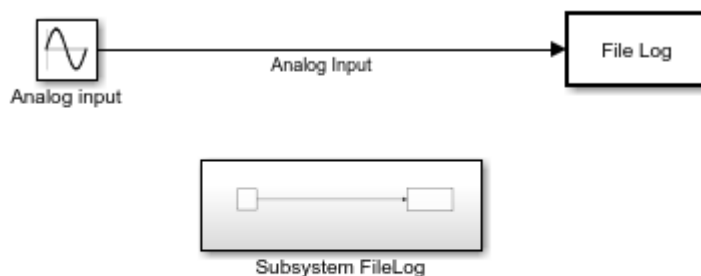 File Log
Analog Input
Analog input
Subsystem FileLog